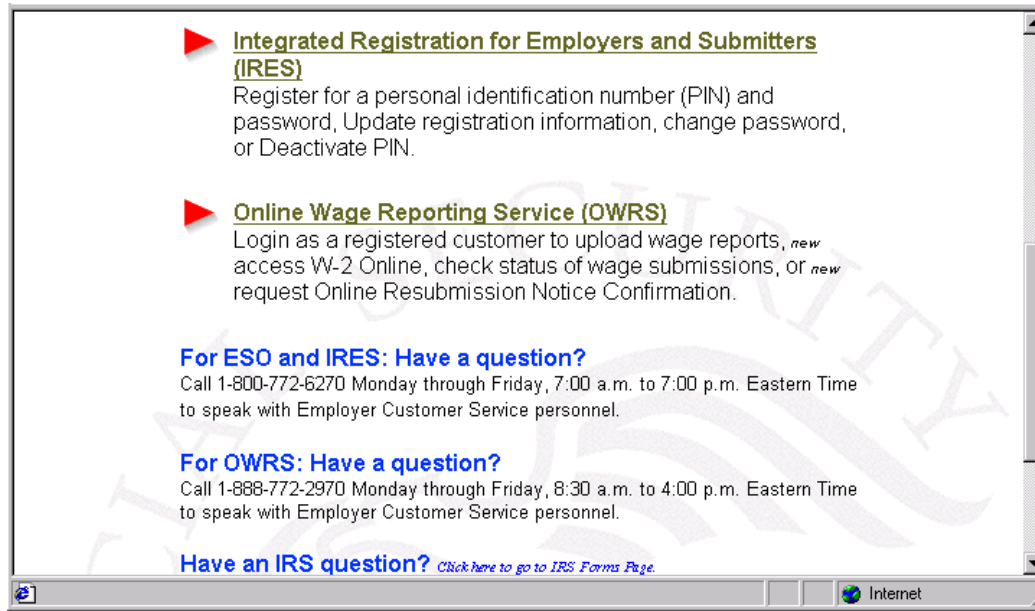 Integrated Registration for Employers and Submitters
(IRES)
Register for a personal identification number (PIN) and
password, Update registration information, change password,
or Deactivate PIN.
Online Wage Reporting Service (OWRS)
Login as a registered customer to upload wage reports, new
access W-2 Online, check status of wage submissions, or new
request Online Resubmission Notice Confirmation.
For ESO and IRES: Have a question?
Call 1-800-772-6270 Monday through Friday, 7:00 a.m. to 7:00 p.m. Eastern Time
to speak with Employer Customer Service personnel.
For OWRS: Have a question?
Call 1-888-772-2970 Monday through Friday, 8:30 a.m. to 4:00 p.m. Eastern Time
to speak with Employer Customer Service personnel.
Have an IRS question? Click here to go to IRS Forms Page.
CIAL SECURITY
Internet